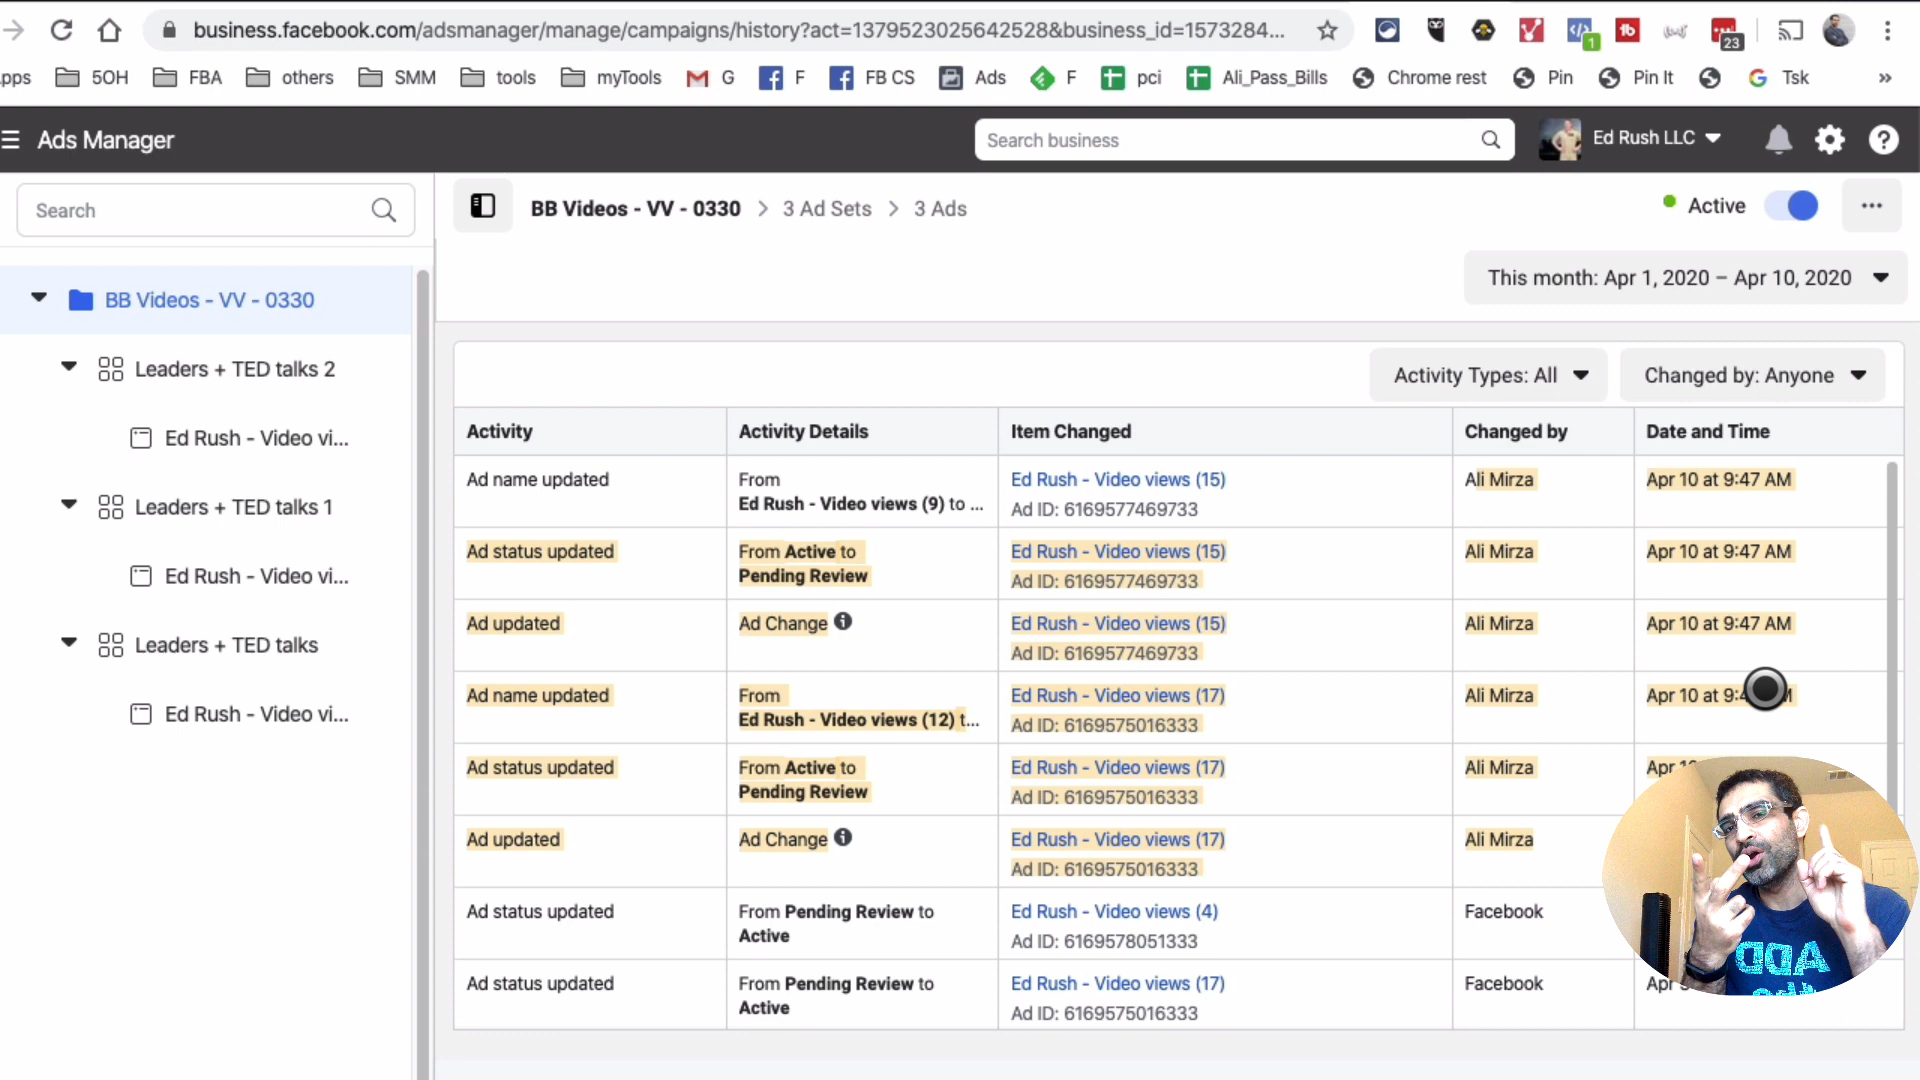 business.facebook.com/adsmanager/manage/campaigns/history?act=1379523025642528&business_id=1573284...
1
23
pps 5OH FBA others SMM tools myTools G F FB CS Ads F pci Ali_Pass_Bills Chrome rest Pin Pin It Tsk »
Ads Manager
Search business
Ed Rush LLC
Search
BB Videos - VV - 0330
Leaders + TED talks 2
Ed Rush - Video vi...
Leaders + TED talks 1
Ed Rush - Video vi...
Leaders + TED talks
Ed Rush - Video vi...
BB Videos - VV - 0330 > 3 Ad Sets > 3 Ads
Active
This month: Apr 1, 2020 – Apr 10, 2020
Activity Types: All
Changed by: Anyone
Activity Activity Details Item Changed Changed by Date and Time
Ad name updated From Ed Rush - Video views (15) Ali Mirza Apr 10 at 9:47 AM
Ed Rush - Video views (9) to ... Ad ID: 6169577469733
Ad status updated From Active to Ed Rush - Video views (15) Ali Mirza Apr 10 at 9:47 AM
Pending Review Ad ID: 6169577469733
Ad updated Ad Change Ed Rush - Video views (15) Ali Mirza Apr 10 at 9:47 AM
Ad ID: 6169577469733
Ad name updated From Ed Rush - Video views (17) Ali Mirza Apr 10 at
Ed Rush - Video views (12) t... Ad ID: 6169575016333
Ad status updated From Active to Ed Rush - Video views (17) Ali Mirza Apr
Pending Review Ad ID: 6169575016333
Ad updated Ad Change Ed Rush - Video views (17) Ali Mirza
Ad ID: 6169575016333
Ad status updated From Pending Review to Ed Rush - Video views (4) Facebook
Active Ad ID: 6169578051333
Ad status updated From Pending Review to Ed Rush - Video views (17) Facebook Apr
Active Ad ID: 6169575016333
ADD